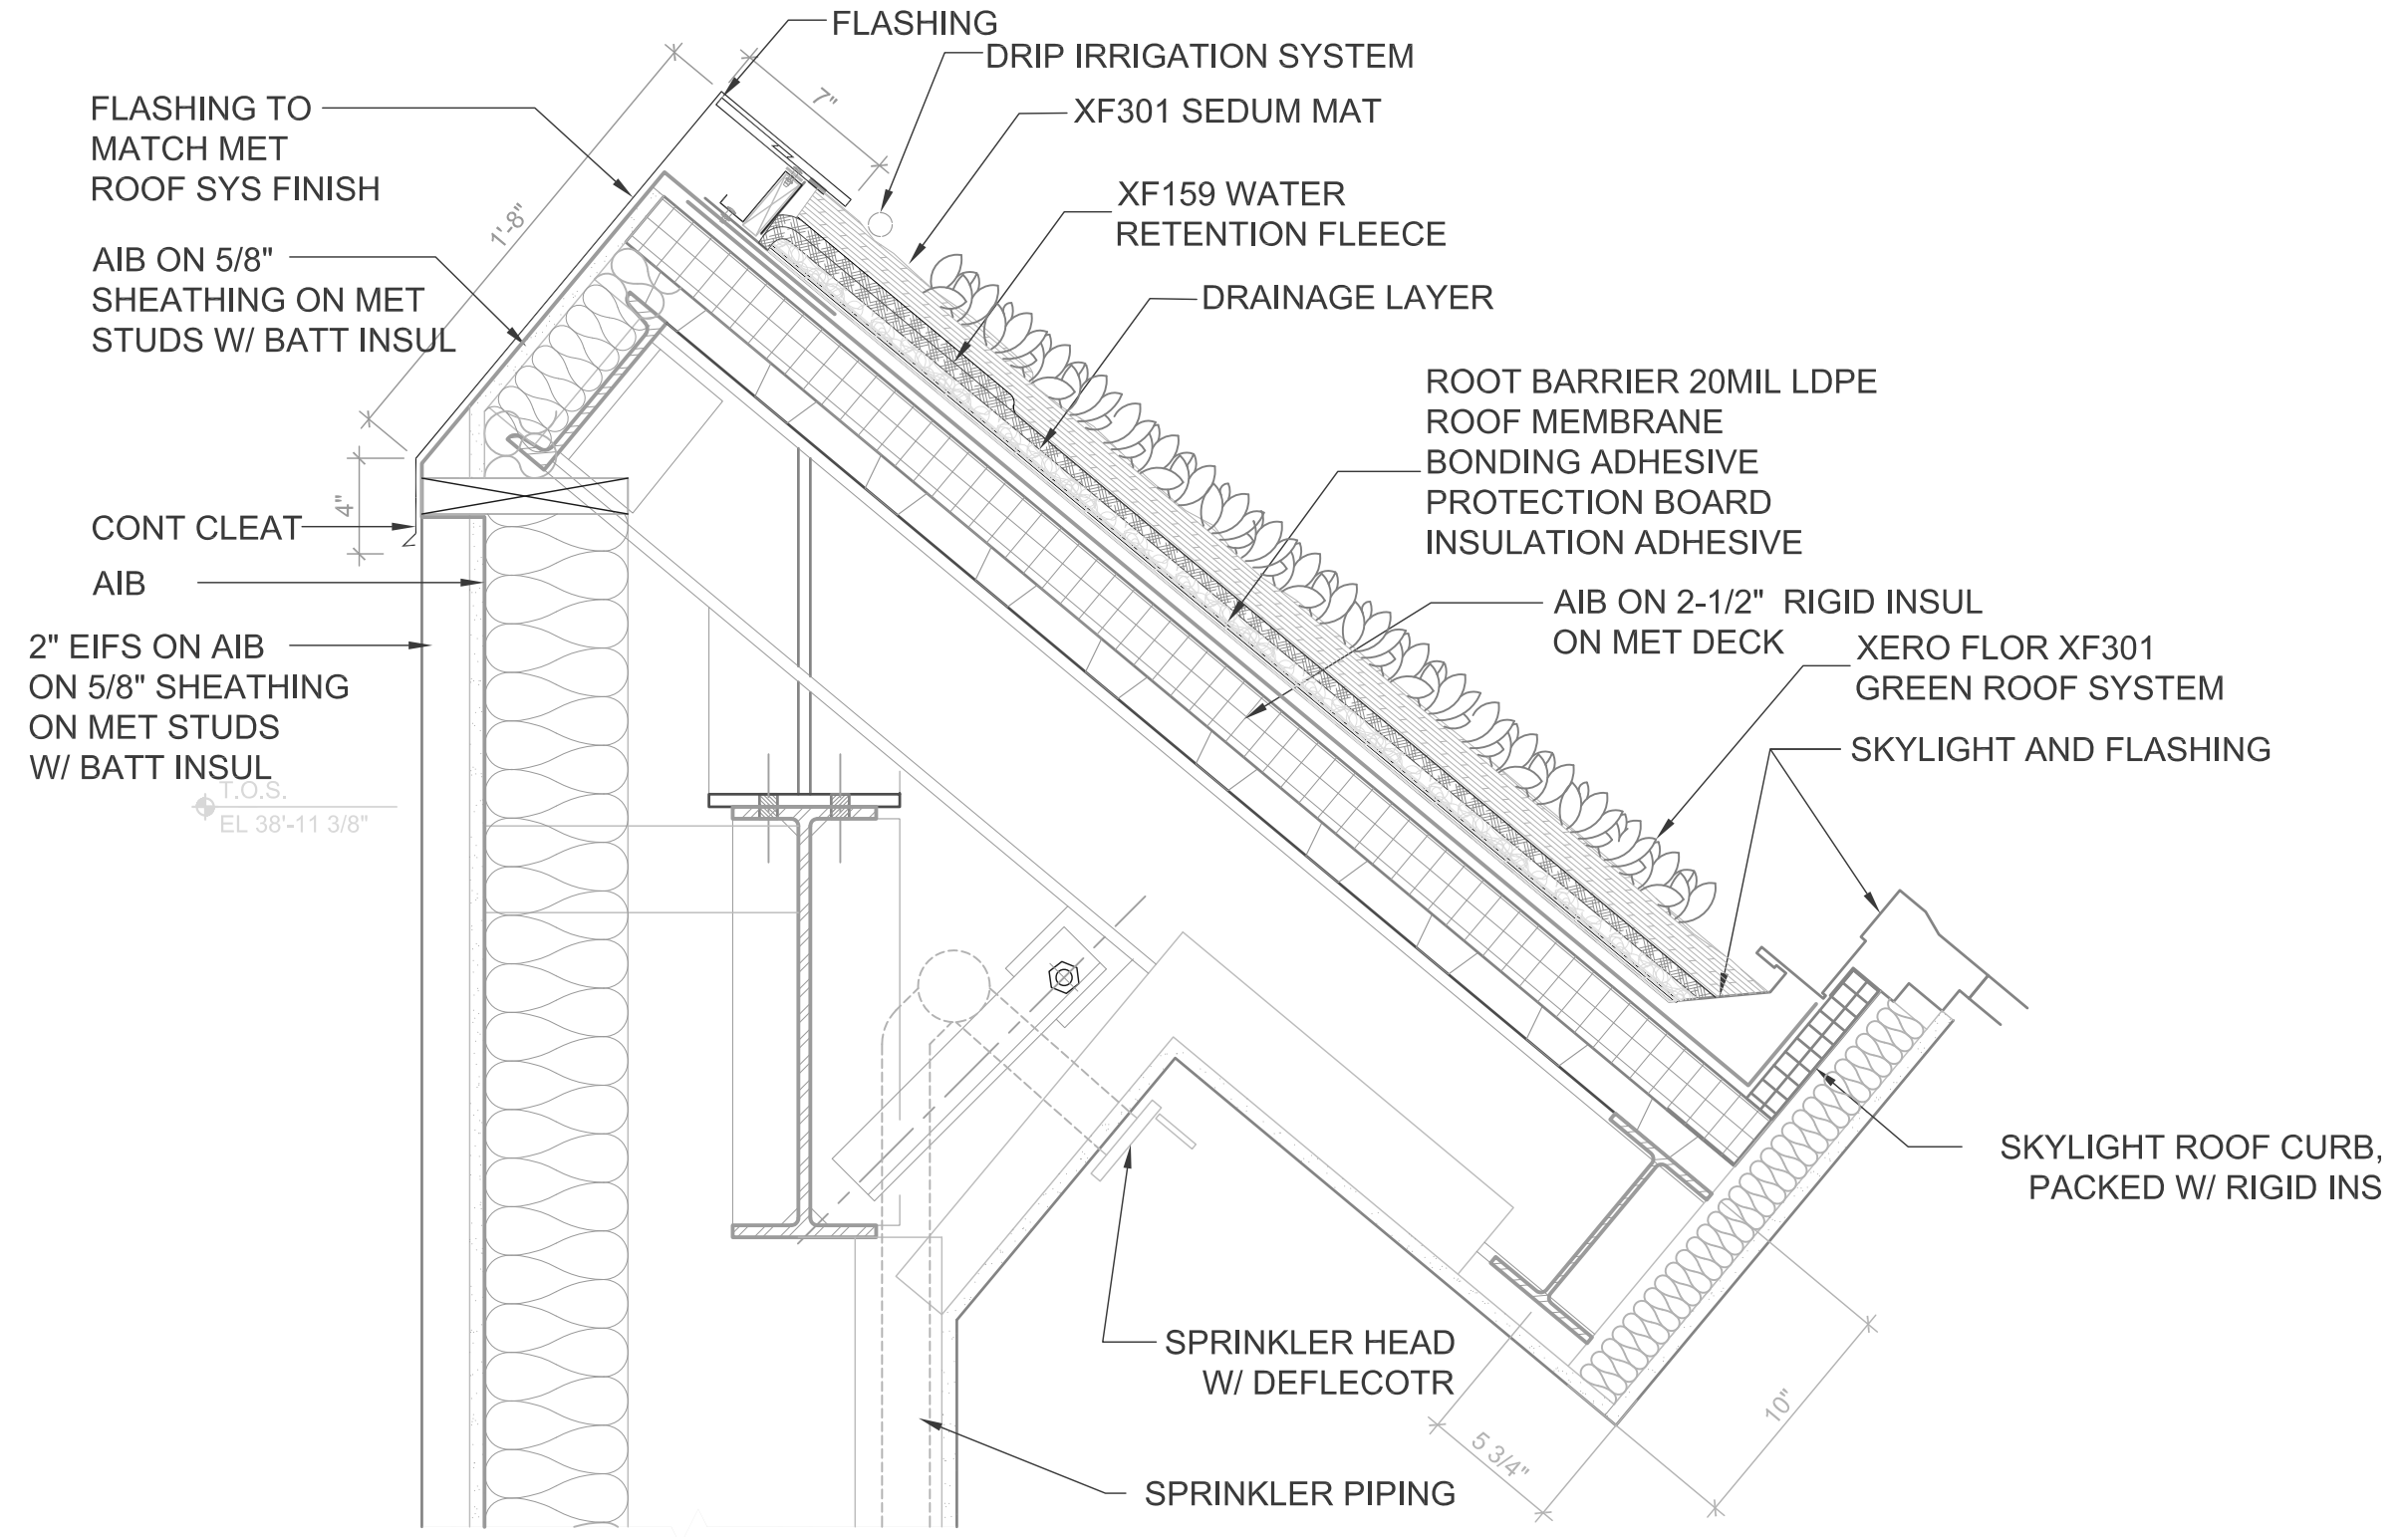 FLASHING
DRIP IRRIGATION SYSTEM
7"
FLASHING TO
MATCH MET
ROOF SYS FINISH
XF301 SEDUM MAT
XF159 WATER
RETENTION FLEECE
1'-8"
AIB ON 5/8"
SHEATHING ON MET
STUDS W/ BATT INSUL
DRAINAGE LAYER
ROOT BARRIER 20MIL LDPE
ROOF MEMBRANE
BONDING ADHESIVE
PROTECTION BOARD
INSULATION ADHESIVE
4"
CONT CLEAT
AIB
AIB ON 2-1/2" RIGID INSUL
ON MET DECK
2" EIFS ON AIB
ON 5/8" SHEATHING
ON MET STUDS
W/ BATT INSUL
XERO FLOR XF301
GREEN ROOF SYSTEM
SKYLIGHT AND FLASHING
T.O.S.
EL 38'-11 3/8"
SKYLIGHT ROOF CURB,
PACKED W/ RIGID INS
SPRINKLER HEAD
W/ DEFLECOTR
10"
5 3/4"
SPRINKLER PIPING